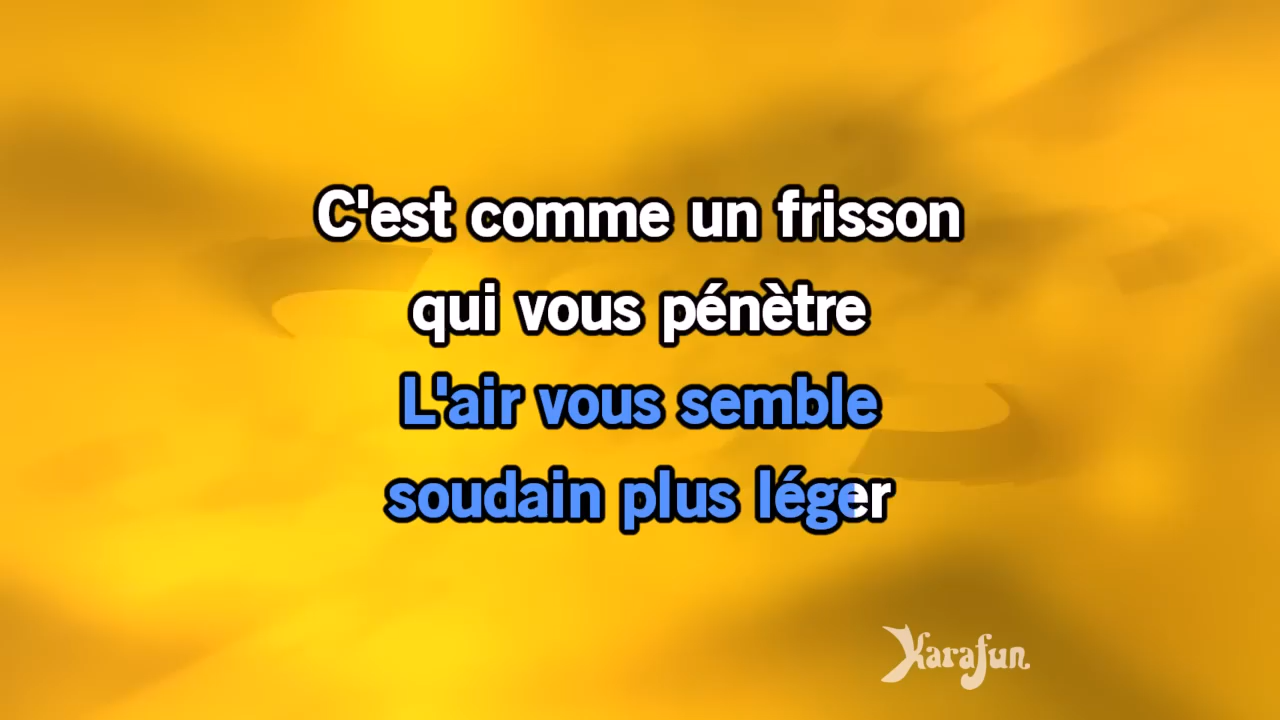 C'est comme un frisson
qui vous pénètre
L'air vous semble
soudain plus léger
Karafun